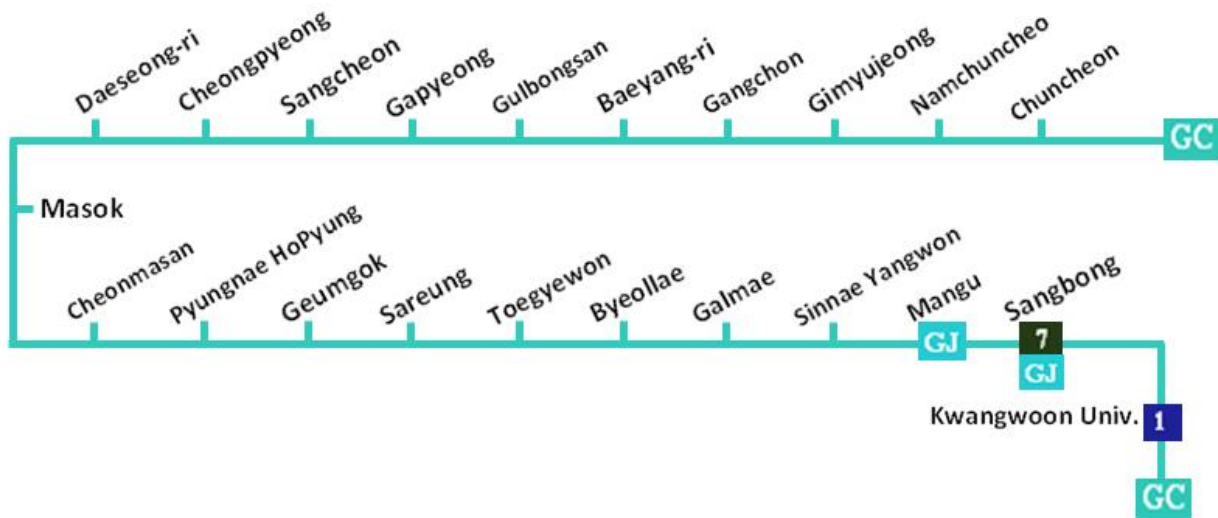 Daeseong-ri
Cheongpyeong
Sangcheon
Gapyeong
Gulbongsan
Baeyang-ri
Gangchon
Gimyujeong
Namchuncheo
Chuncheon
GC
Masok
Cheonmasan
Pyungnae HoPyung
Geumgok
Sareung
Toegyewon
Byeollae
Galmae
Sinnae Yangwon
Mangu
Sangbong
GJ
7
GJ
Kwangwoon Univ.
1
GC